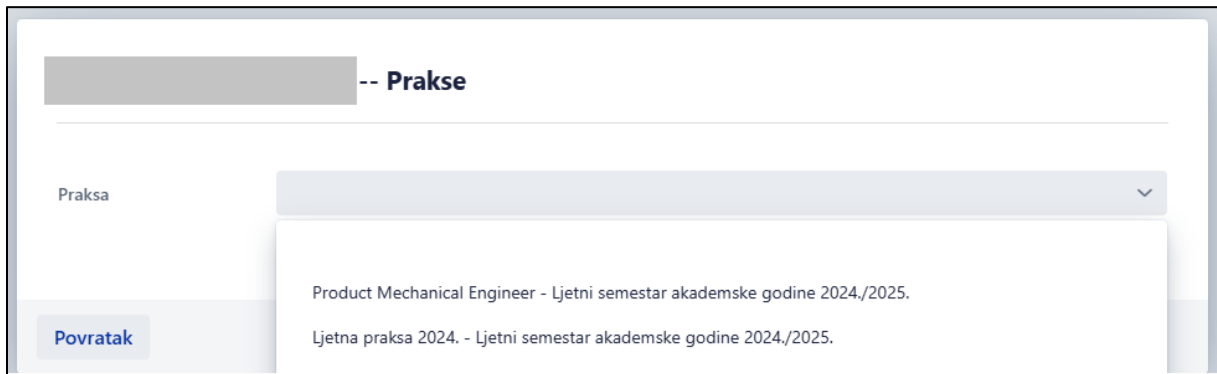 -- Prakse
Praksa
Product Mechanical Engineer - Ljetni semestar akademske godine 2024./2025.
Ljetna praksa 2024. - Ljetni semestar akademske godine 2024./2025.
Povratak